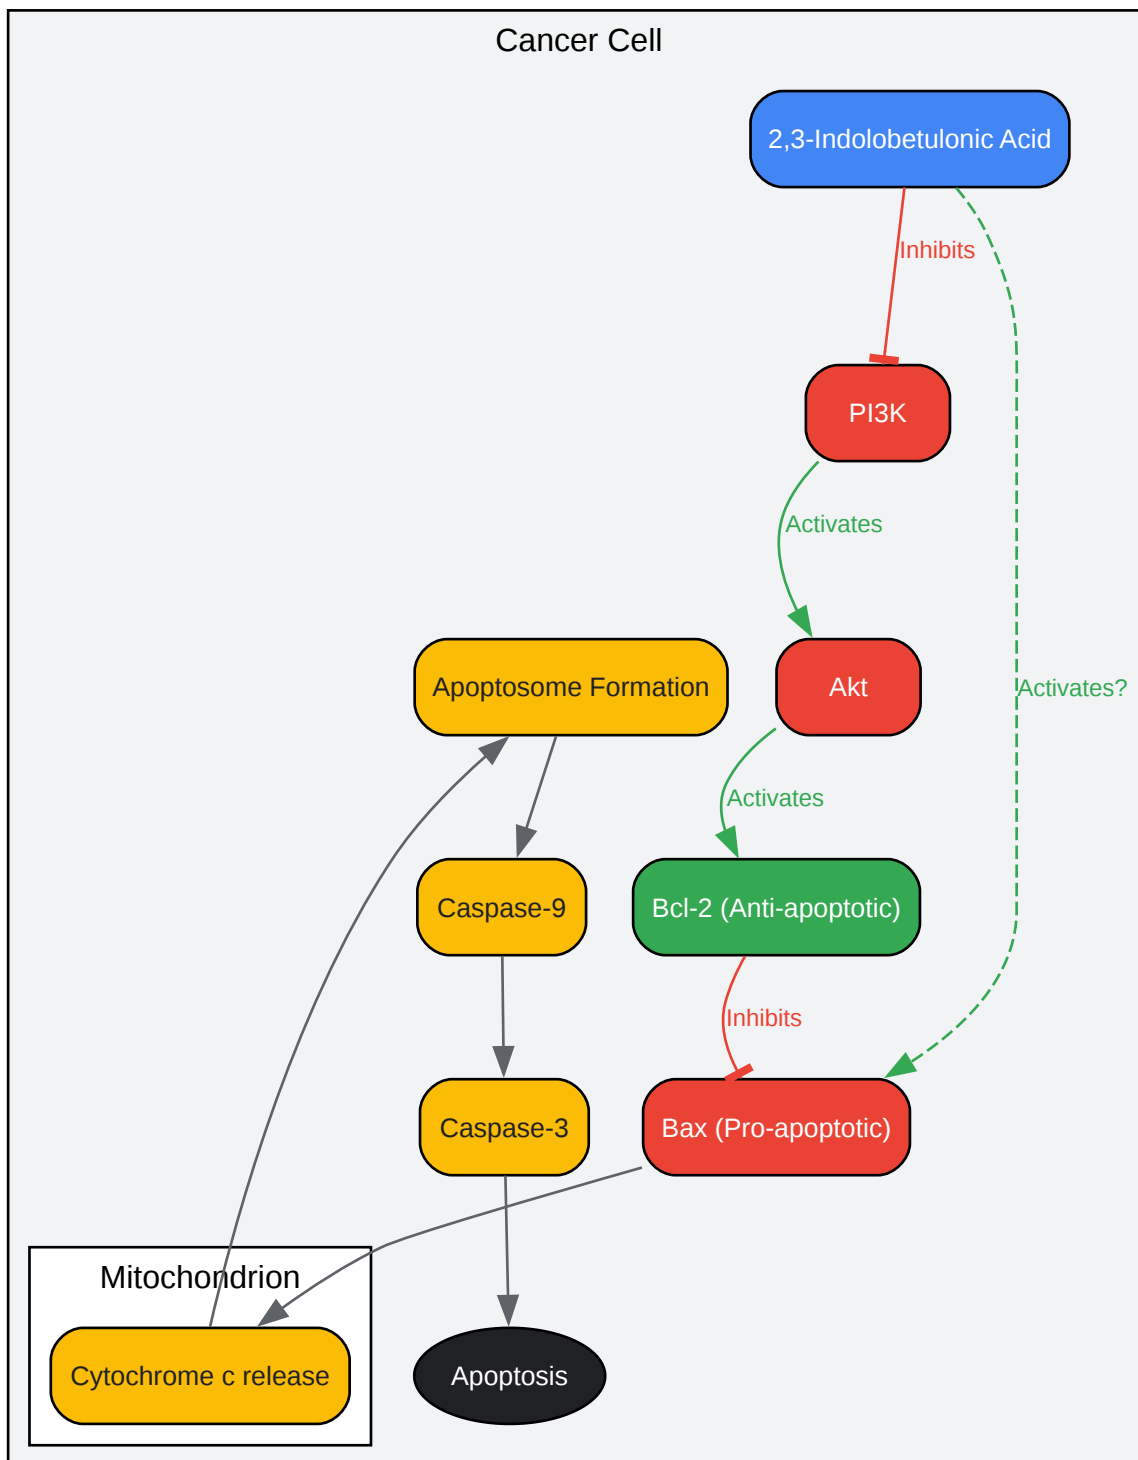 Cancer Cell
2,3-Indolobetulonic Acid
Inhibits
PI3K
Activates
Apoptosome Formation
Akt
Activates?
Activates
Caspase-9
Bcl-2 (Anti-apoptotic)
Inhibits
Caspase-3
Bax (Pro-apoptotic)
Mitochondrion
Cytochrome c release
Apoptosis